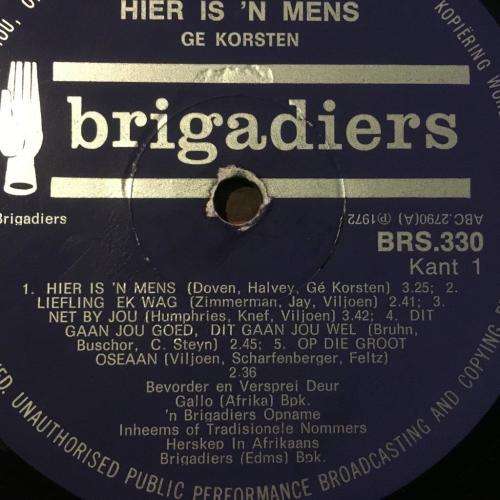 HIER IS 'N MENS
GE KORSTEN
brigadiers
Brigadiers
ABC.2790(A) ℗ 1972
BRS.330
Kant 1
1. HIER IS 'N MENS (Doven, Halvey, Gé Korsten) 3.25; 2.
LIEFLING EK WAG (Zimmerman, Jay, Viljoen) 2.41; 3.
NET BY JOU (Humphries, Knef, Viljoen) 3.42; 4. DIT
GAAN JOU GOED, DIT GAAN JOU WEL (Bruhn,
Buschor, C. Steyn) 2.45; 5. OP DIE GROOT
OSEAAN (Viljoen, Scharfenberger, Feltz)
2.36
Bevorder en Versprei Deur
Gallo (Afrika) Bpk.
'n Brigadiers Opname
Inheems of Tradisionele Nommers
Herskep In Afrikaans
Brigadiers (Edms) Bpk.
KOPIËRING
UNAUTHORISED PUBLIC PERFORMANCE BROADCASTING AND COPYING